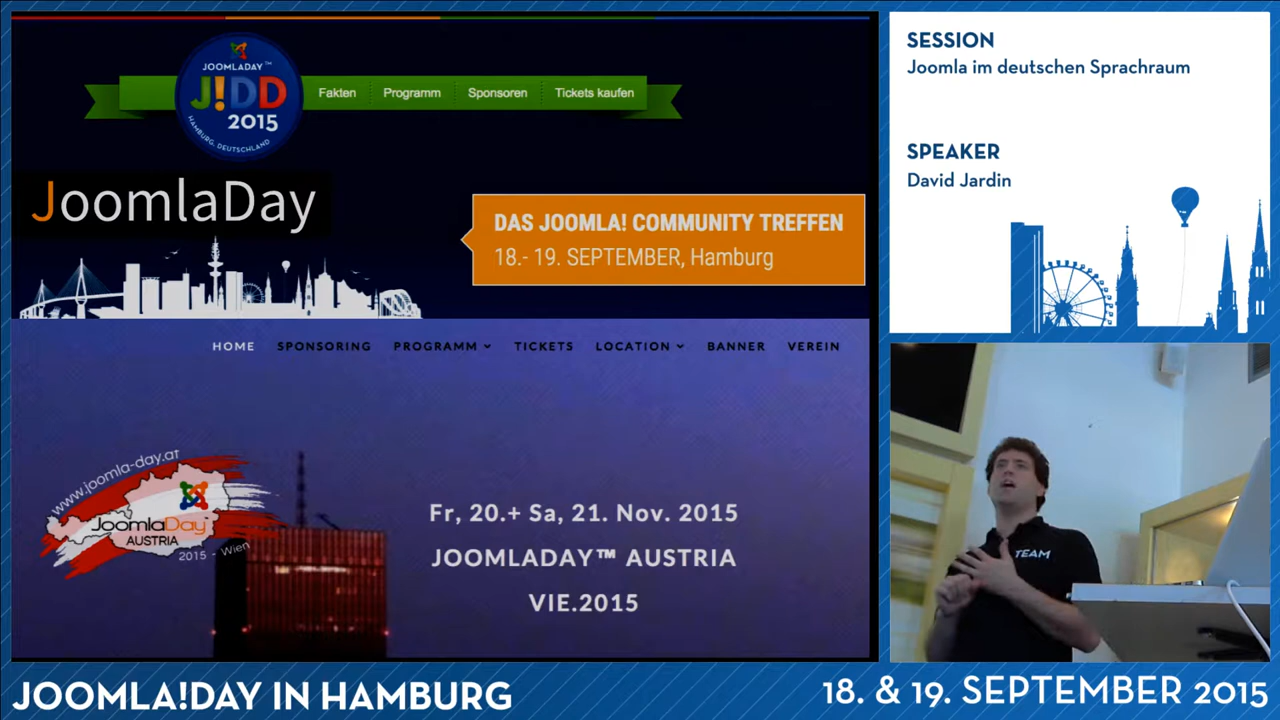 JOOMLADAY™
J!DD
2015
HAMBURG, DEUTSCHLAND
Fakten
Programm
Sponsoren
Tickets kaufen
JoomlaDay
DAS JOOMLA! COMMUNITY TREFFEN
18.- 19. SEPTEMBER, Hamburg
HOME
SPONSORING
PROGRAMM
TICKETS
LOCATION
BANNER
VEREIN
www.joomla-day.at
JoomlaDay
AUSTRIA
2015 - Wien
Fr, 20.+ Sa, 21. Nov. 2015
JOOMLADAY™ AUSTRIA
VIE.2015
SESSION
Joomla im deutschen Sprachraum
SPEAKER
David Jardin
TEAM
JOOMLA!DAY IN HAMBURG
18. & 19. SEPTEMBER 2015